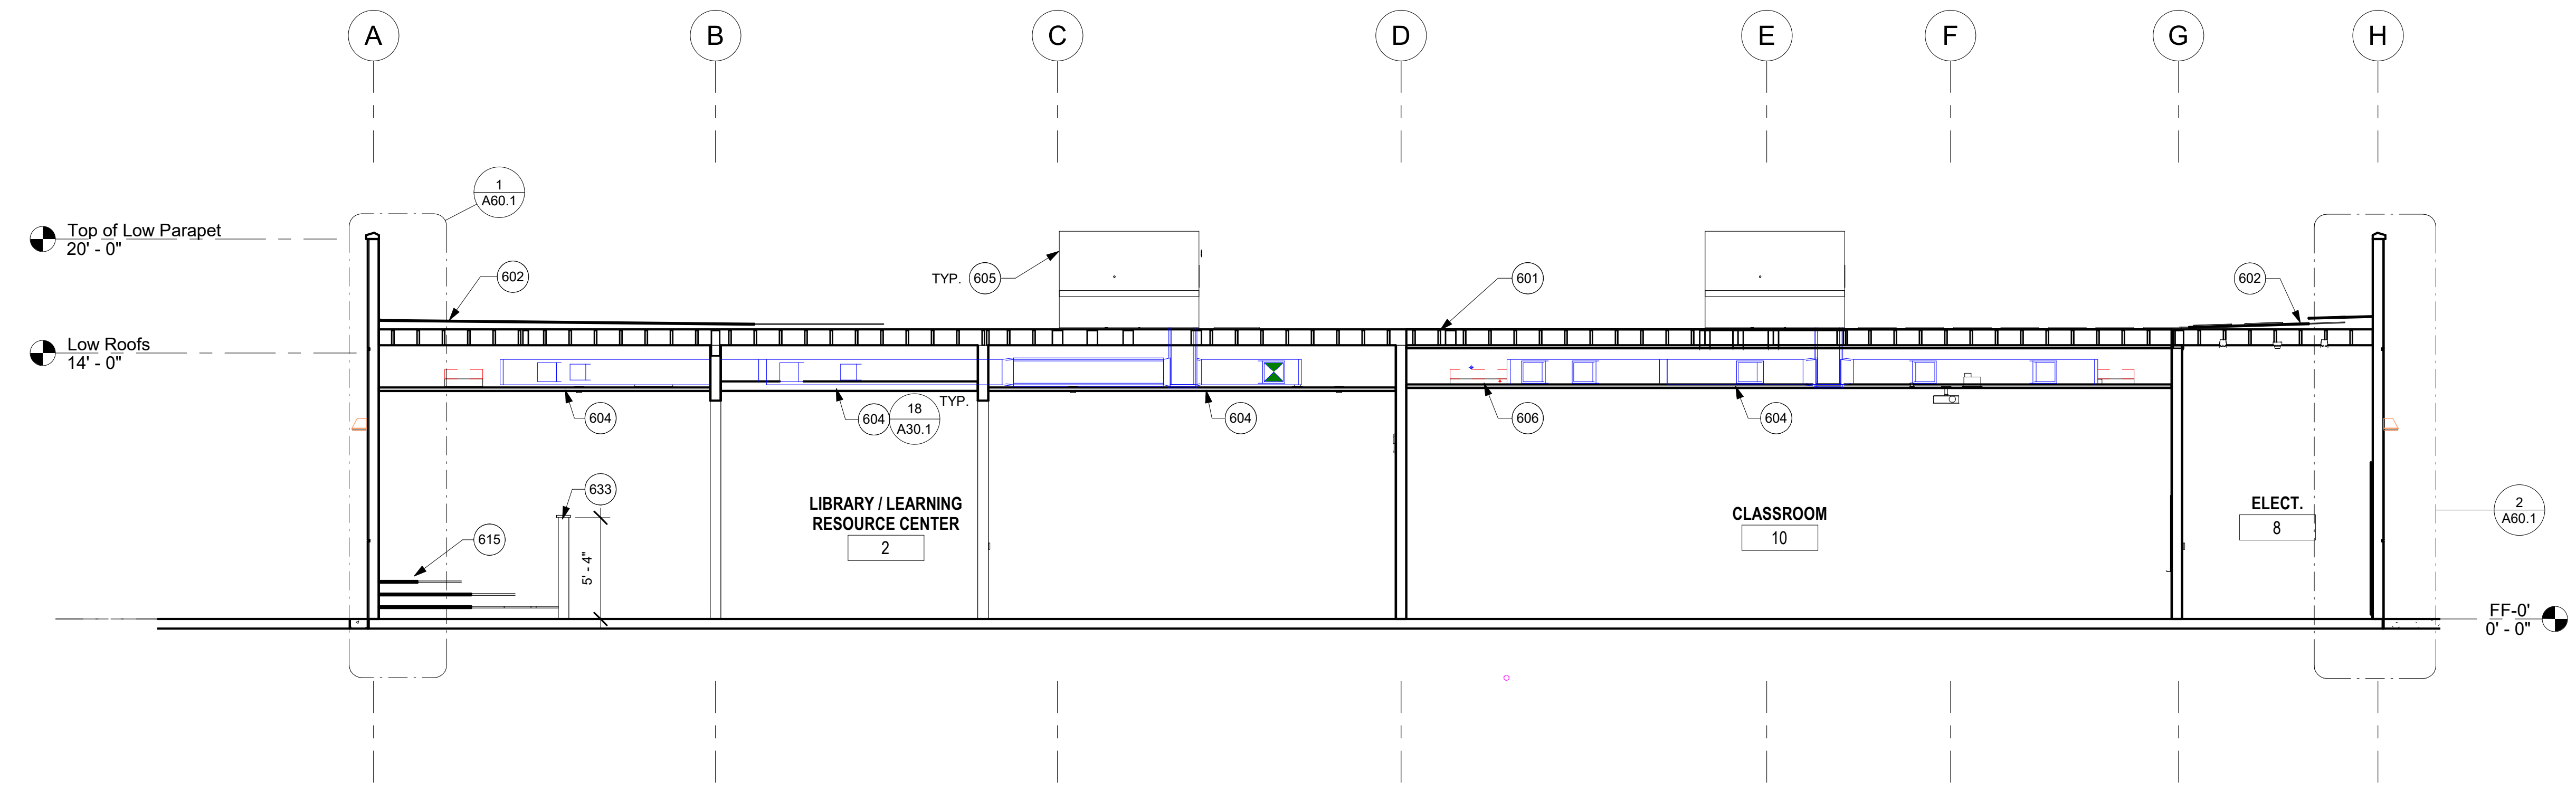 A
B
C
D
E
F
G
H
1
A60.1
Top of Low Parapet
20' - 0"
602
TYP.
605
601
602
Low Roofs
14' - 0"
604
604
18
A30.1
TYP.
604
606
604
633
5' - 4"
615
LIBRARY / LEARNING
RESOURCE CENTER
2
CLASSROOM
10
ELECT.
8
2
A60.1
FF-0'
0' - 0"